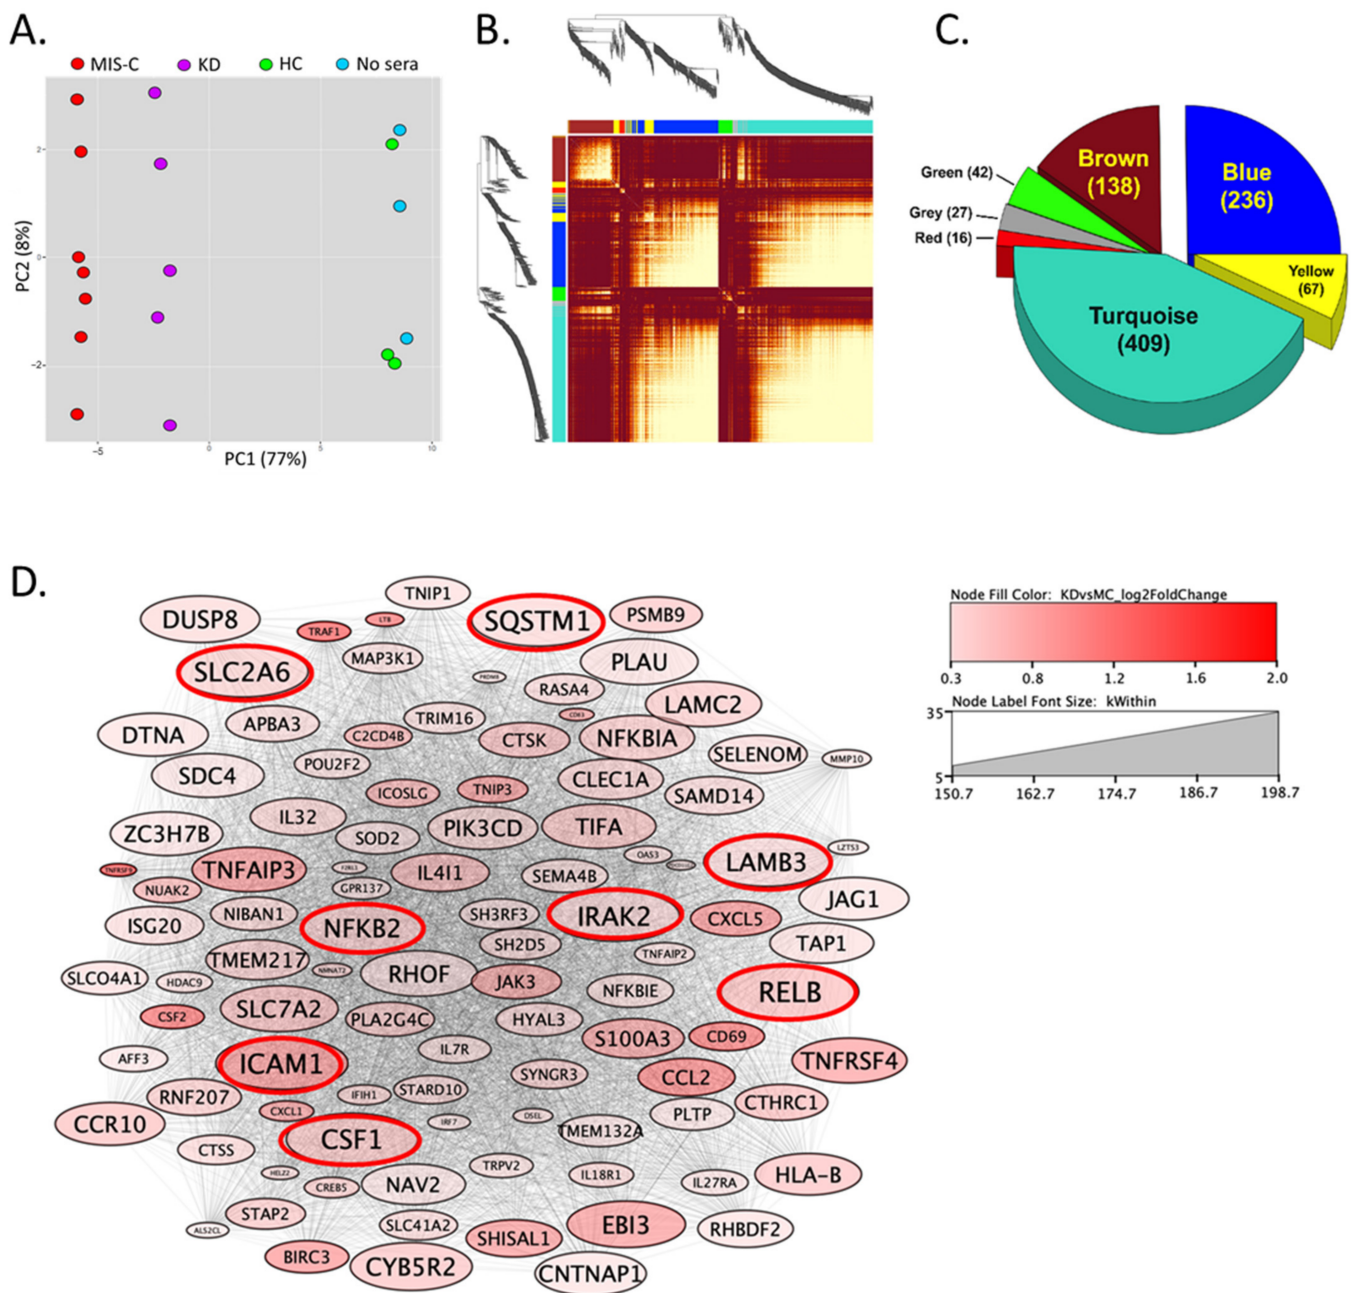 A.
MIS-C KD HC No sera
2
0
−2
PC2 (8%)
−5 0 5 10
PC1 (77%)
B.
C.
Brown
(138)
Blue
(236)
Green (42)
Grey (27)
Red (16)
Yellow
(67)
Turquoise
(409)
D.
TNIP1
DUSP8 TRAF1 LTB SQSTM1 PSMB9
SLC2A6 MAP3K1 PLAU
PRDM8 RASA4 LAMC2
DTNA APBA3 TRIM16 CDK3
C2CD4B CTSK NFKBIA SELENOM MMP10
SDC4 POU2F2 CLEC1A
ICOSLG TNIP3 SAMD14
ZC3H7B IL32 SOD2 PIK3CD TIFA
LZTS3
TNFRSF9 TNFAIP3 IL4I1 OAS3 LAMB3
NUAK2 GPR137 SEMA4B
JAG1
ISG20 NIBAN1 NFKB2 SH3RF3 IRAK2 CXCL5
SH2D5 TAP1
TMEM217 TNFAIP2
SLCO4A1 HDAC9 NMNAT2 RHOF JAK3 NFKBIE RELB
CSF2 SLC7A2 PLA2G4C HYAL3
S100A3 CD69
AFF3 ICAM1 IL7R TNFRSF4
SYNGR3 CCL2
RNF207 IFIH1 STARD10
CXCL1 PLTP CTHRC1
CCR10 CSF1 IRF7 DSEL
TMEM132A
CTSS
HELZ2 TRPV2 IL18R1 IL27RA HLA-B
CREB5 NAV2
STAP2
ALS2CL SLC41A2 EBI3 RHBDF2
SHISAL1
BIRC3 CYB5R2 CNTNAP1
Node Fill Color: KDvsMC_log2FoldChange
0.3 0.8 1.2 1.6 2.0
Node Label Font Size: kWithin
35
5
150.7 162.7 174.7 186.7 198.7